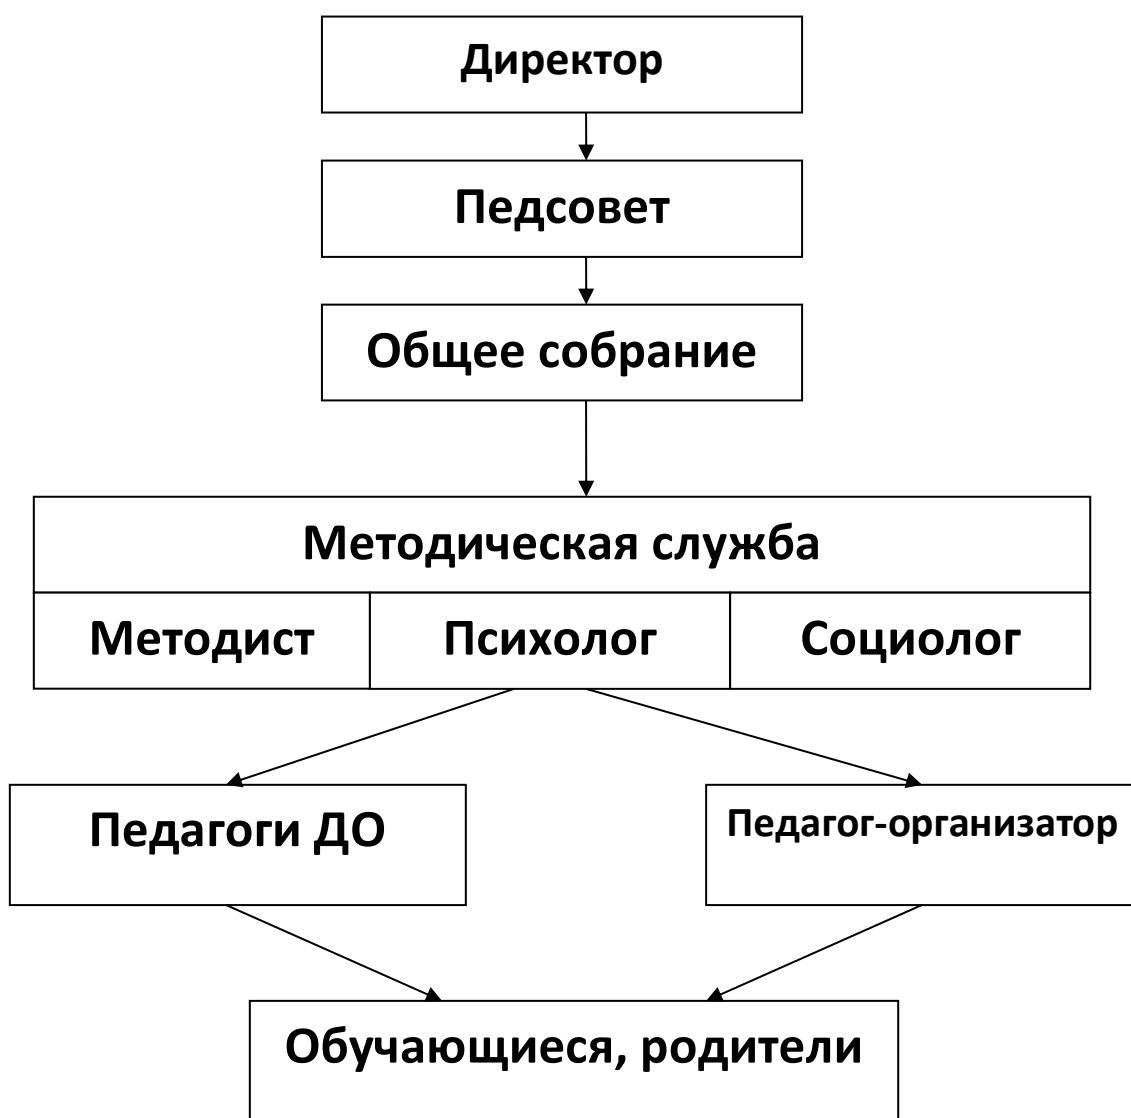 Директор
Педсовет
Общее собрание
Методическая служба
Методист
Психолог
Социолог
Педагоги ДО
Педагог-организатор
Обучающиеся, родители